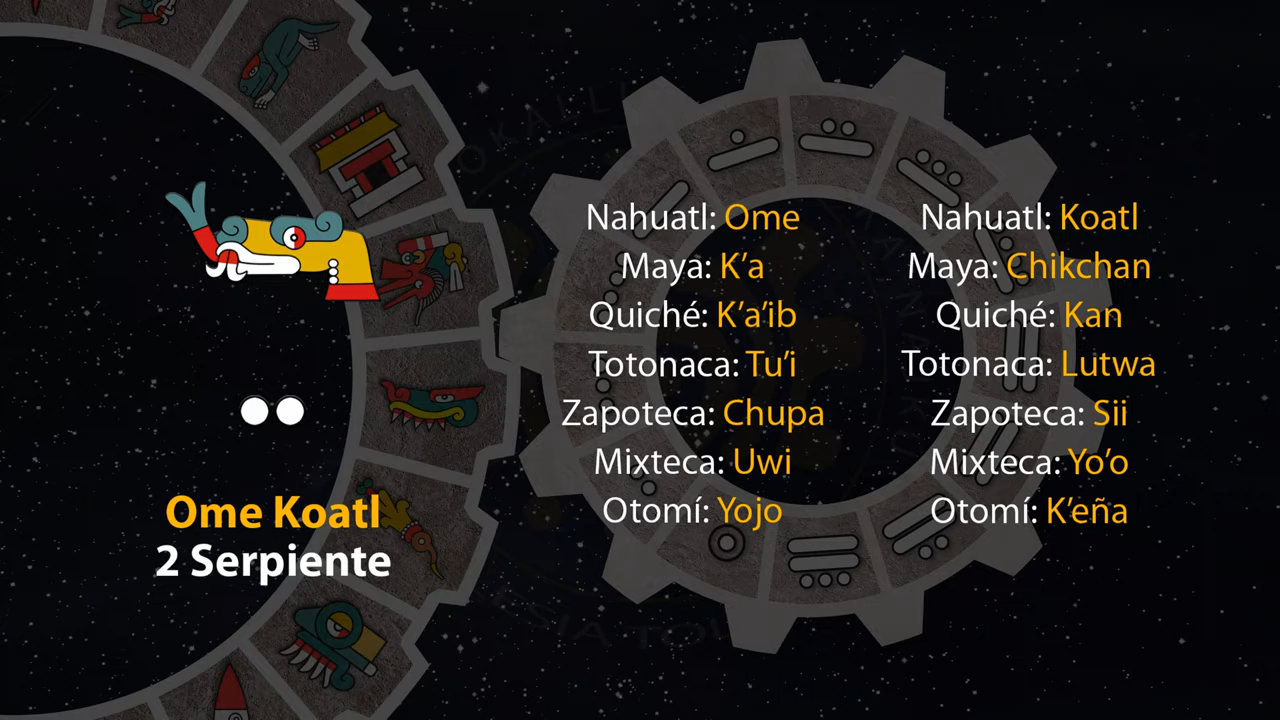 Ome Koatl
2 Serpiente
Nahuatl: Ome
Maya: K’a
Quiché: K’a’ib
Totonaca: Tu’i
Zapoteca: Chupa
Mixteca: Uwi
Otomí: Yojo
Nahuatl: Koatl
Maya: Chikchan
Quiché: Kan
Totonaca: Lutwa
Zapoteca: Sii
Mixteca: Yo’o
Otomí: K’eña